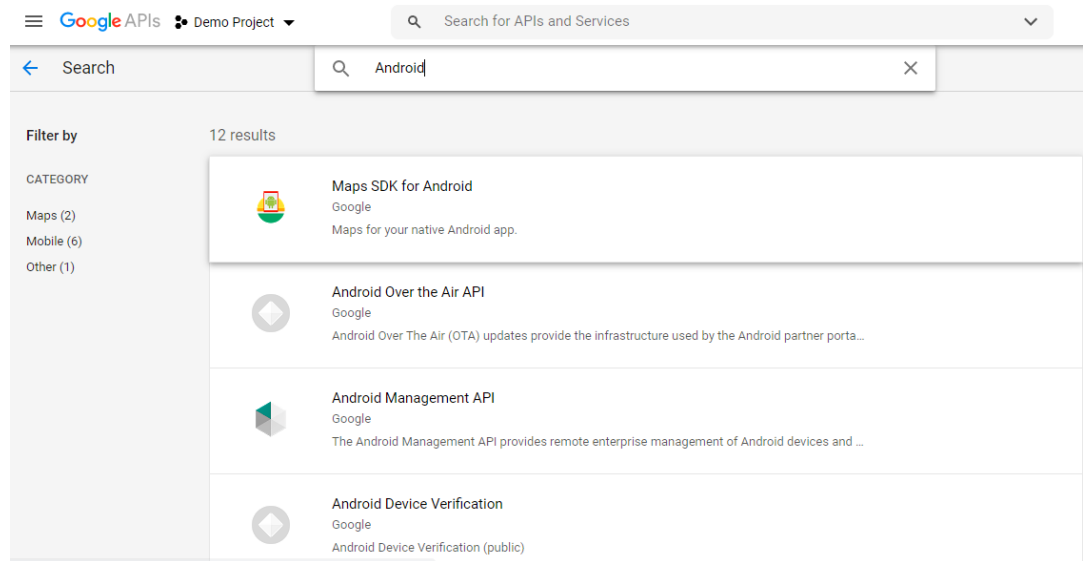 Google APIs Demo Project Search for APIs and Services
Search Android
Filter by
CATEGORY
Maps (2)
Mobile (6)
Other (1)
12 results
Maps SDK for Android
Google
Maps for your native Android app.
Android Over the Air API
Google
Android Over The Air (OTA) updates provide the infrastructure used by the Android partner porta...
Android Management API
Google
The Android Management API provides remote enterprise management of Android devices and ...
Android Device Verification
Google
Android Device Verification (public)